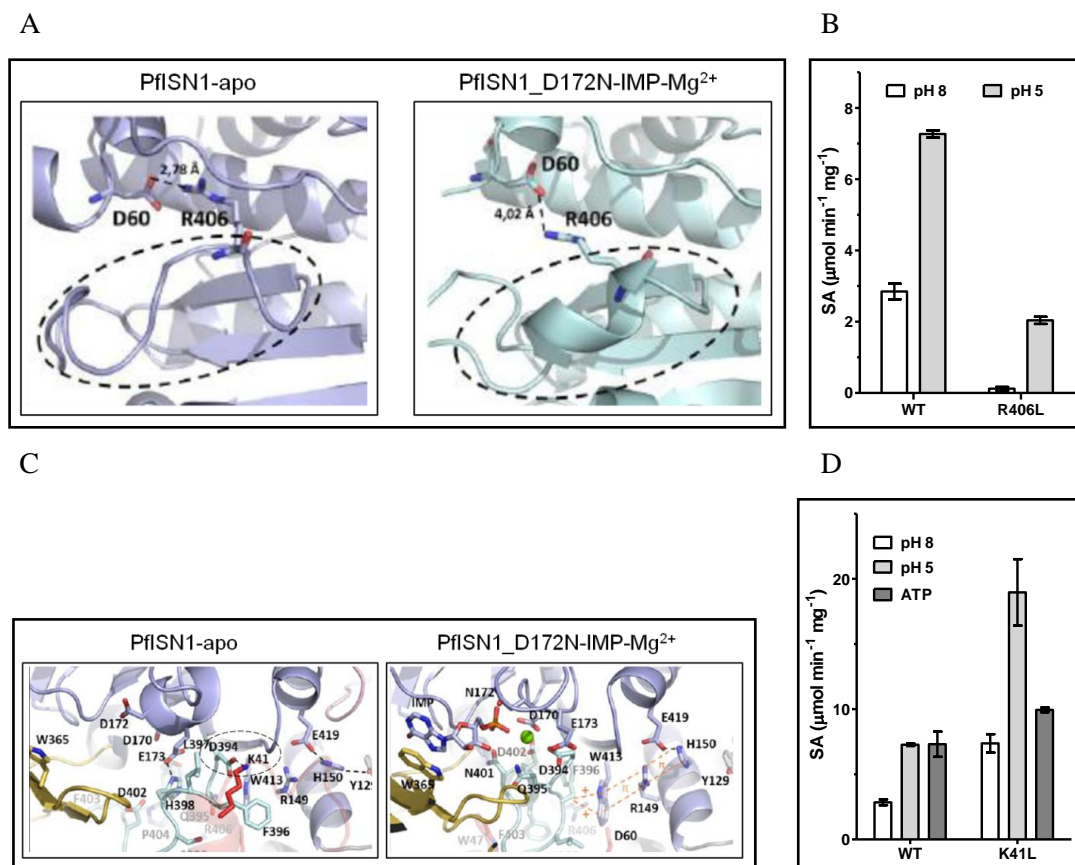 A
B
PfISN1-apo
PfISN1_D172N-IMP-Mg2+
2,78 Å
D60
R406
D60
4,02 Å
R406
SA (μmol min-1 mg-1)
8
6
4
2
0
pH 8
pH 5
WT
R406L
C
D
PfISN1-apo
PfISN1_D172N-IMP-Mg2+
D172
W365
D170
L397
D394
E173
K41
E419
D402
F403
H398
Q395
W413
R149
H150
Y129
P404
R406
F396
IMP
N172
D170
E173
E419
D402
W413
H150
W365
N401
D394
F396
Q395
Y129
R149
π
π
+
+
W47
F403
R406
D60
SA (μmol min-1 mg-1)
20
10
0
pH 8
pH 5
ATP
WT
K41L